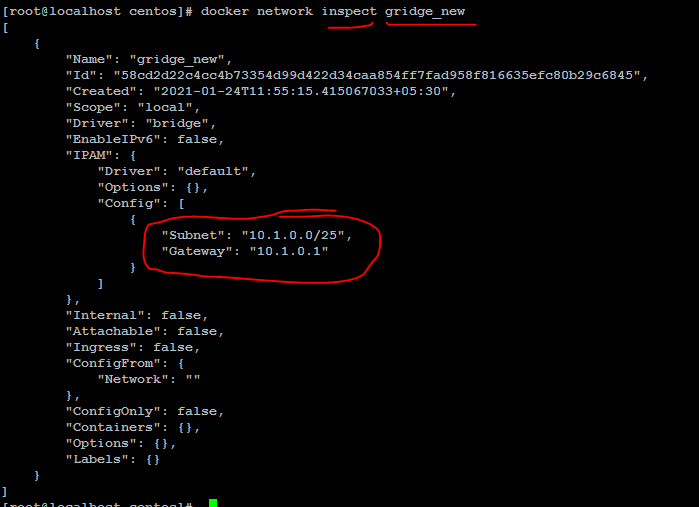 [root@localhost centos]# docker network inspect gridge_new
[
    {
        "Name": "gridge_new",
        "Id": "58cd2d22c4cc4b73354d99d422d34caa854ff7fad958f816635efc80b29c6845",
        "Created": "2021-01-24T11:55:15.415067033+05:30",
        "Scope": "local",
        "Driver": "bridge",
        "EnableIPv6": false,
        "IPAM": {
            "Driver": "default",
            "Options": {},
            "Config": [
                {
                    "Subnet": "10.1.0.0/25",
                    "Gateway": "10.1.0.1"
                }
            ]
        },
        "Internal": false,
        "Attachable": false,
        "Ingress": false,
        "ConfigFrom": {
            "Network": ""
        },
        "ConfigOnly": false,
        "Containers": {},
        "Options": {},
        "Labels": {}
    }
]
[root@localhost centos]#